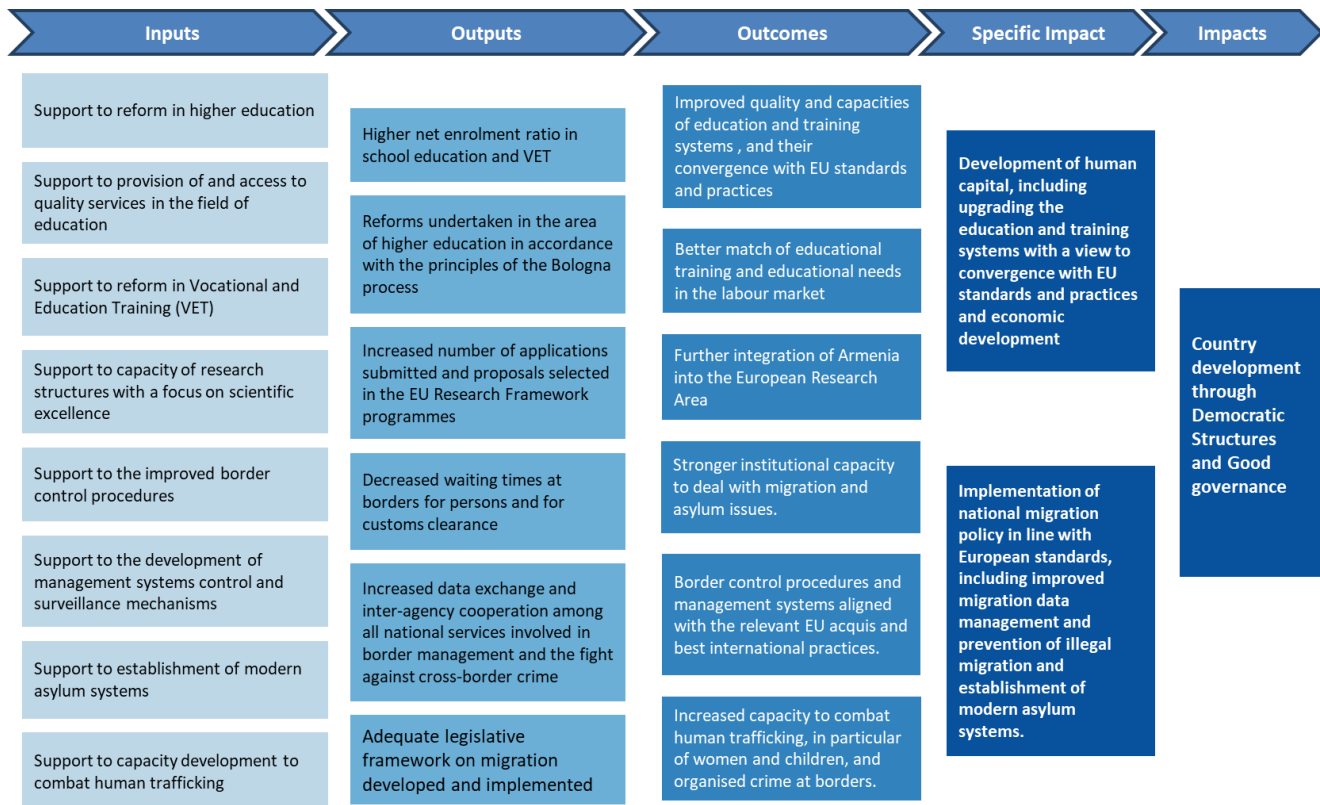 Inputs
Outputs
Outcomes
Specific Impact
Impacts
Support to reform in higher education
Support to provision of and access to
quality services in the field of
education
Support to reform in Vocational and
Education Training (VET)
Support to capacity of research
structures with a focus on scientific
excellence
Support to the improved border
control procedures
Support to the development of
management systems control and
surveillance mechanisms
Support to establishment of modern
asylum systems
Support to capacity development to
combat human trafficking
Higher net enrolment ratio in
school education and VET
Reforms undertaken in the area
of higher education in accordance
with the principles of the Bologna
process
Increased number of applications
submitted and proposals selected
in the EU Research Framework
programmes
Decreased waiting times at
borders for persons and for
customs clearance
Increased data exchange and
inter-agency cooperation among
all national services involved in
border management and the fight
against cross-border crime
Adequate legislative
framework on migration
developed and implemented
Improved quality and capacities
of education and training
systems , and their
convergence with EU standards
and practices
Better match of educational
training and educational needs
in the labour market
Further integration of Armenia
into the European Research
Area
Stronger institutional capacity
to deal with migration and
asylum issues.
Border control procedures and
management systems aligned
with the relevant EU acquis and
best international practices.
Increased capacity to combat
human trafficking, in particular
of women and children, and
organised crime at borders.
Development of human
capital, including
upgrading the
education and training
systems with a view to
convergence with EU
standards and practices
and economic
development
Implementation of
national migration
policy in line with
European standards,
including improved
migration data
management and
prevention of illegal
migration and
establishment of
modern asylum
systems.
Country
development
through
Democratic
Structures
and Good
governance